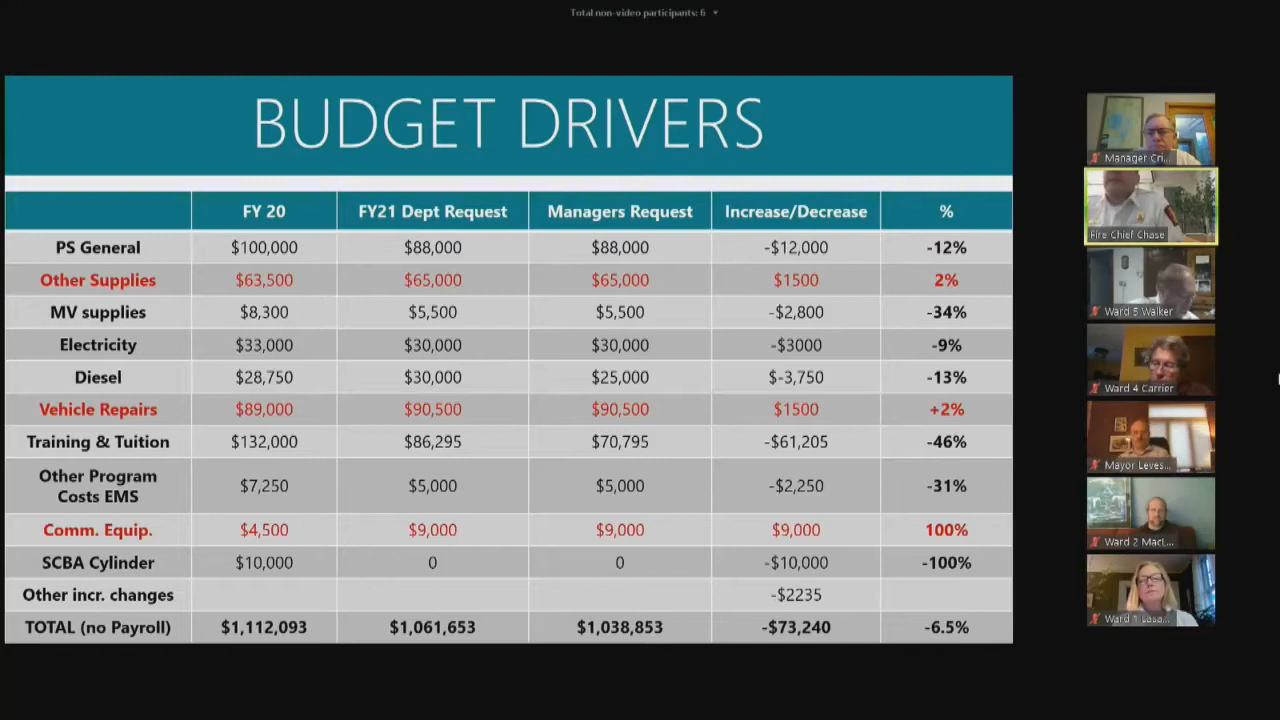 Total non-video participants: 6
BUDGET DRIVERS
FY 20 FY21 Dept Request Managers Request Increase/Decrease %
PS General $100,000 $88,000 $88,000 -$12,000 -12%
Other Supplies $63,500 $65,000 $65,000 $1500 2%
MV supplies $8,300 $5,500 $5,500 -$2,800 -34%
Electricity $33,000 $30,000 $30,000 -$3000 -9%
Diesel $28,750 $30,000 $25,000 $-3,750 -13%
Vehicle Repairs $89,000 $90,500 $90,500 $1500 +2%
Training & Tuition $132,000 $86,295 $70,795 -$61,205 -46%
Other Program
Costs EMS $7,250 $5,000 $5,000 -$2,250 -31%
Comm. Equip. $4,500 $9,000 $9,000 $9,000 100%
SCBA Cylinder $10,000 0 0 -$10,000 -100%
Other incr. changes -$2235
TOTAL (no Payroll) $1,112,093 $1,061,653 $1,038,853 -$73,240 -6.5%
Manager Cri...
Fire Chief Chase
Ward 5 Walker
Ward 4 Carrier
Mayor Leves...
Ward 2 MacL...
Ward 1 Lasa...